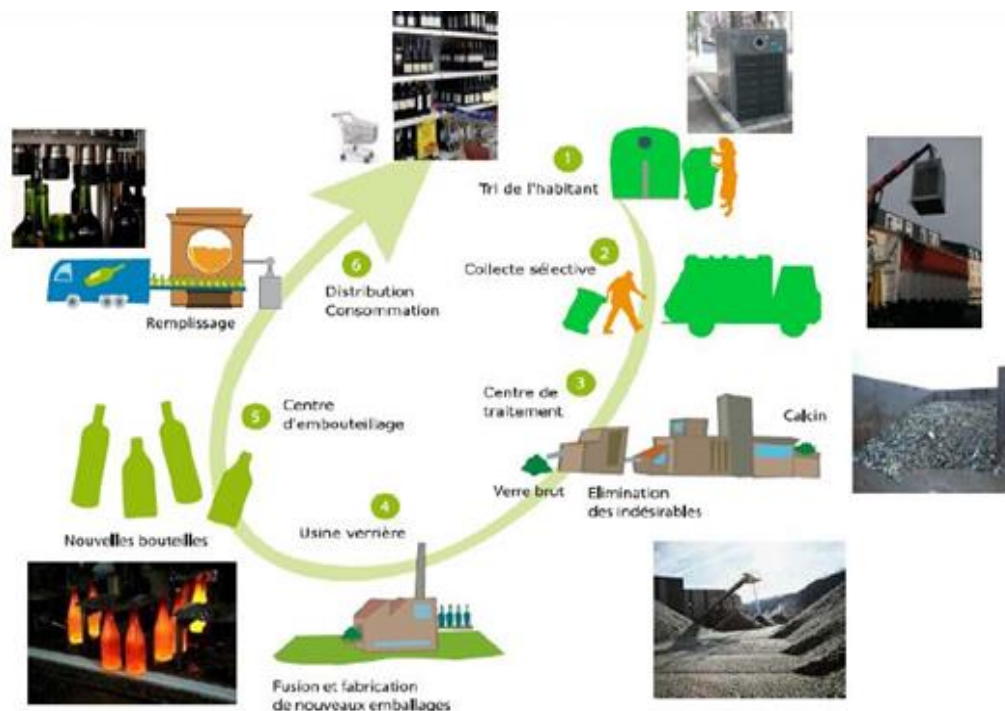 1
Tri de l'habitant
2
Collecte sélective
3
Centre de
traitement
Calcin
Verre brut
Elimination
des indésirables
4
Usine verrière
Fusion et fabrication
de nouveaux emballages
5
Centre
d'embouteillage
Nouvelles bouteilles
6
Distribution
Consommation
Remplissage